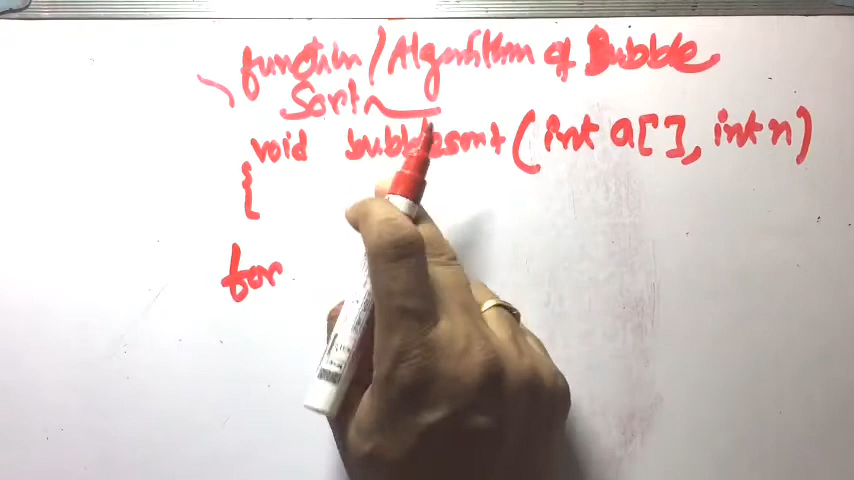 function / Algorithm of Bubble
Sort
void bubblesort (int a[], int n)
{
for